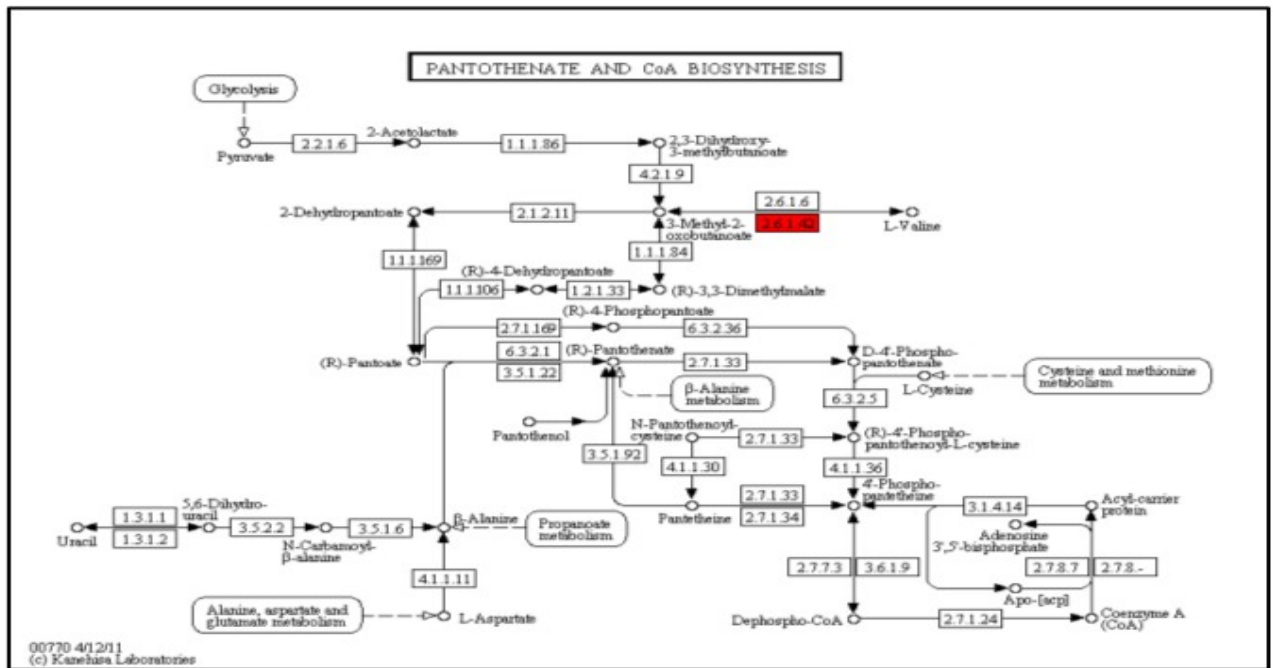 PANTOTHENATE AND CoA BIOSYNTHESIS
Glycolysis
Pyruvate
2.2.1.6
2-Acetolactate
1.1.1.86
2,3-Dihydroxy-
3-methylbutanoate
4.2.1.9
2-Dehydropantoate
2.1.2.11
3-Methyl-2-
oxobutanoate
2.6.1.6
2.6.1.42
L-Valine
1.1.1.169
1.1.1.84
(R)-4-Dehydropantoate
1.1.1.106
1.2.1.33
(R)-3,3-Dimethylmalate
(R)-4-Phosphopantoate
2.7.1.169
6.3.2.36
(R)-Pantoate
6.3.2.1
3.5.1.22
(R)-Pantothenate
2.7.1.33
D-4'-Phospho-
pantothenate
β-Alanine
metabolism
L-Cysteine
Cysteine and methionine
metabolism
6.3.2.5
Pantothenol
N-Pantothenoyl-
cysteine
2.7.1.33
(R)-4'-Phospho-
pantothenoyl-L-cysteine
3.5.1.92
4.1.1.30
4.1.1.36
Pantetheine
2.7.1.33
2.7.1.34
4'-Phospho-
pantetheine
3.1.4.14
Acyl-carrier
protein
Adenosine
3',5'-bisphosphate
Uracil
1.3.1.1
1.3.1.2
5,6-Dihydro-
uracil
3.5.2.2
N-Carbamoyl-
β-alanine
3.5.1.6
β-Alanine
Propanoate
metabolism
4.1.1.11
2.7.7.3
3.6.1.9
2.7.8.7
2.7.8.-
Apo-[acp]
Alanine, aspartate and
glutamate metabolism
L-Aspartate
Dephospho-CoA
2.7.1.24
Coenzyme A
(CoA)
00770 4/12/11
(c) Kanehisa Laboratories